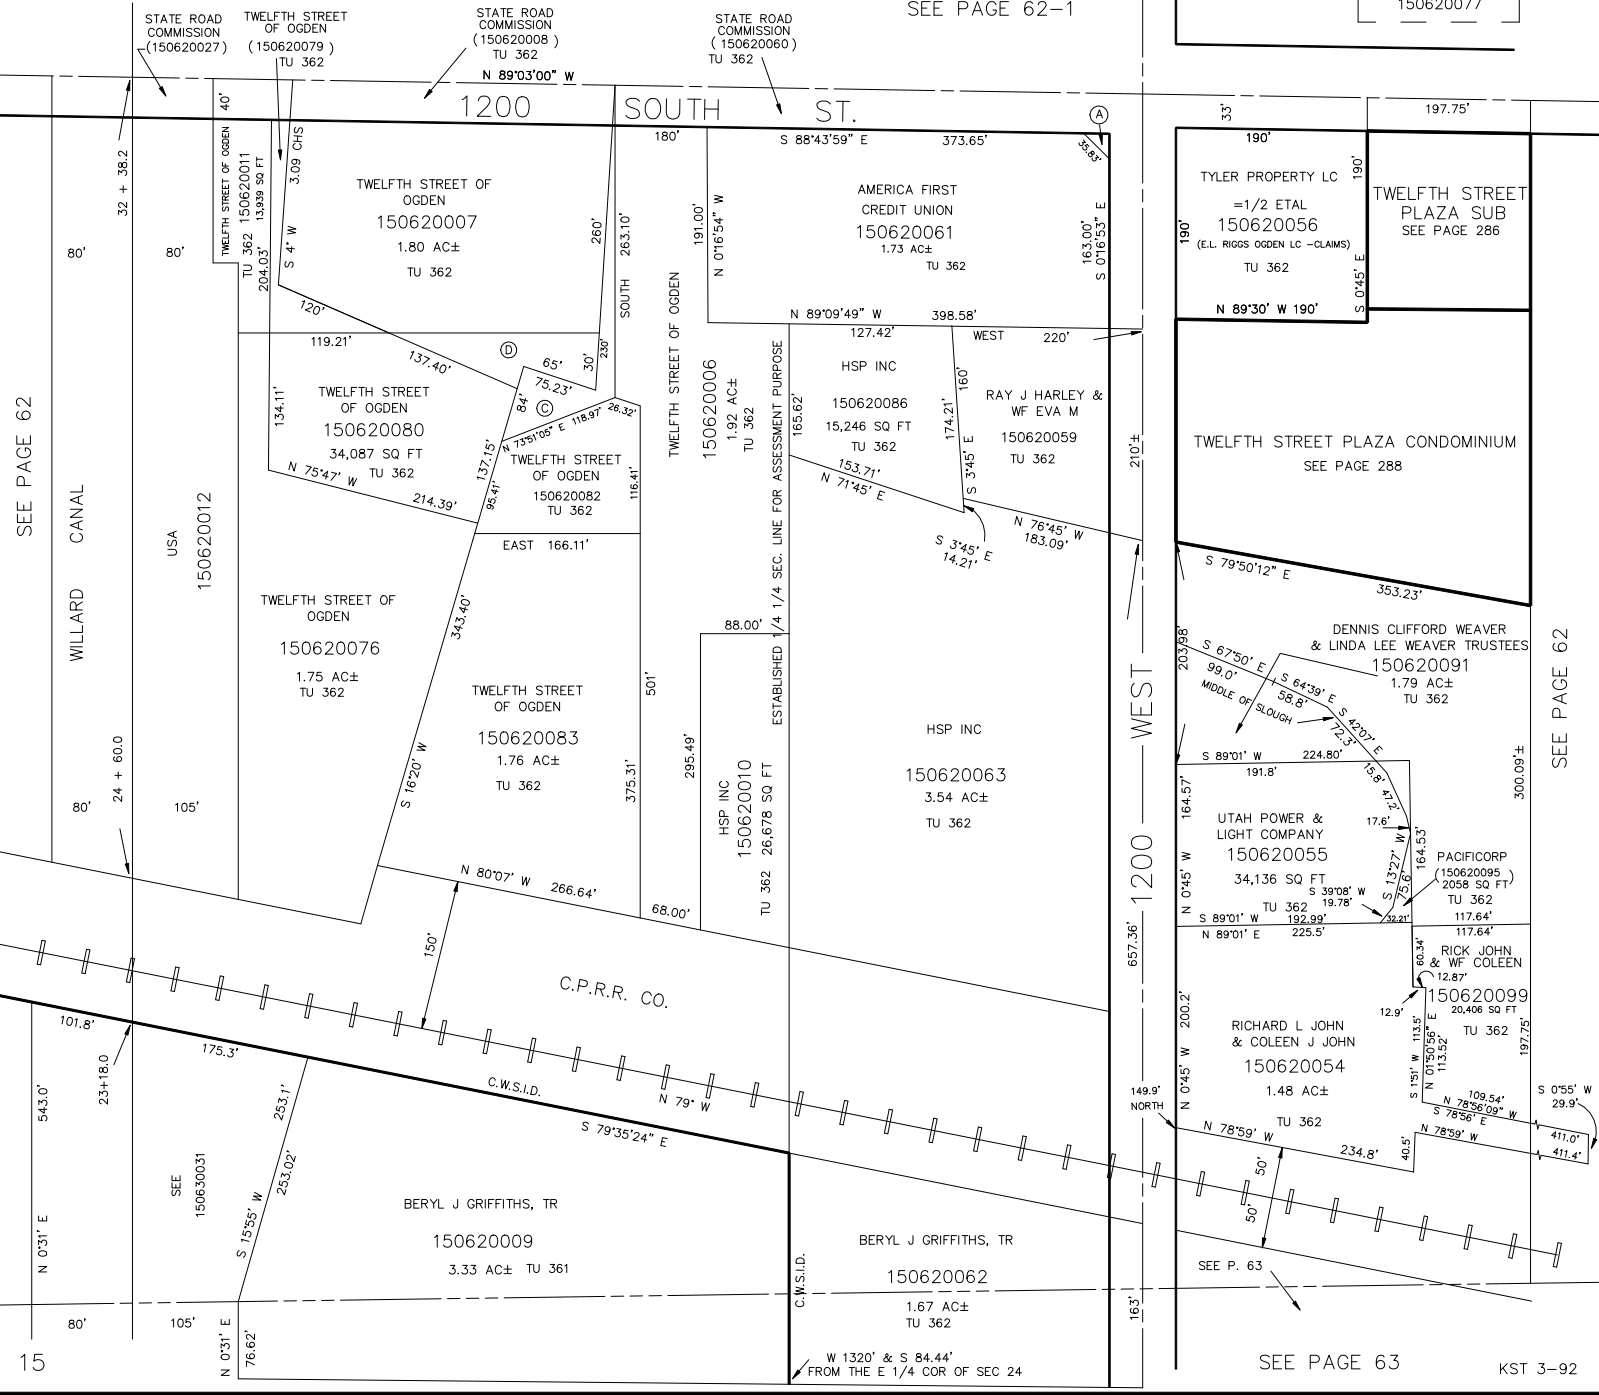 SEE PAGE 62-1
150620077
STATE ROAD
COMMISSION
(150620027)
TWELFTH STREET
OF OGDEN
(150620079 )
TU 362
STATE ROAD
COMMISSION
(150620008 )
TU 362
STATE ROAD
COMMISSION
( 150620060)
TU 362
N 89°03'00" W
1200 SOUTH ST.
A
33'
197.75'
40'
32 + 38.2
3.09 CHS
S 4° W
80'
80'
TWELFTH STREET OF OGDEN
TU 362 150620011
13,939 SQ FT
204.03'
TWELFTH STREET OF
OGDEN
150620007
1.80 AC±
TU 362
260'
263.10'
SOUTH
230'
180'
191.00'
N 0°16'54" W
S 88°43'59" E 373.65'
35.83'
AMERICA FIRST
CREDIT UNION
150620061
1.73 AC±
TU 362
163.00'
S 0°16'53" E
190'
190'
190'
TYLER PROPERTY LC
=1/2 ETAL
150620056
(E.L. RIGGS OGDEN LC -CLAIMS)
TU 362
S 0°45' E
N 89°30' W 190'
TWELFTH STREET
PLAZA SUB
SEE PAGE 286
120'
119.21'
137.40'
D
65'
75.23'
30'
84'
C
N 73°51'05" E 118.97'
26.32'
N 89°09'49" W 398.58'
127.42'
WEST 220'
SEE PAGE 62
WILLARD CANAL
USA
150620012
134.11'
TWELFTH STREET
OF OGDEN
150620080
34,087 SQ FT
TU 362
N 75°47' W
214.39'
137.15'
95.41'
TWELFTH STREET
OF OGDEN
150620082
TU 362
116.41'
EAST 166.11'
TWELFTH STREET OF OGDEN
150620006
1.92 AC±
TU 362
ESTABLISHED 1/4 1/4 SEC. LINE FOR ASSESSMENT PURPOSE
165.62'
HSP INC
150620086
15,246 SQ FT
TU 362
160'
174.21'
S 3°45' E
153.71'
N 71°45' E
RAY J HARLEY &
WF EVA M
150620059
TU 362
210'±
N 76°45' W
183.09'
S 3°45' E
14.21'
TWELFTH STREET PLAZA CONDOMINIUM
SEE PAGE 288
S 79°50'12" E
353.23'
TWELFTH STREET OF
OGDEN
150620076
1.75 AC±
TU 362
343.40'
S 16°20' W
TWELFTH STREET
OF OGDEN
150620083
1.76 AC±
TU 362
501'
375.31'
88.00'
295.49'
HSP INC
150620010
TU 362 26,678 SQ FT
HSP INC
150620063
3.54 AC±
TU 362
1200 WEST
203.98'
S 67°50' E
99.0'
MIDDLE OF SLOUGH
S 64°39' E
58.8'
S 42°07' E
72.3'
15.8'
47.2'
17.6'
DENNIS CLIFFORD WEAVER
& LINDA LEE WEAVER TRUSTEES
150620091
1.79 AC±
TU 362
SEE PAGE 62
300.09'±
S 89°01' W 224.80'
191.8'
164.57'
UTAH POWER &
LIGHT COMPANY
150620055
34,136 SQ FT
TU 362
N 0°45' W
S 39°08' W
19.78'
S 13°27' W
75.6'
164.53'
PACIFICORP
(150620095 )
2058 SQ FT
TU 362
S 89°01' W 192.99'
32.21'
117.64'
N 89°01' E 225.5'
117.64'
24 + 60.0
80'
105'
N 80°07' W
266.64'
68.00'
150'
C.P.R.R. CO.
657.36'
60.34'
RICK JOHN
& WF COLEEN
12.87'
150620099
20,406 SQ FT
TU 362
12.9'
RICHARD L JOHN
& COLEEN J JOHN
150620054
1.48 AC±
TU 362
200.2'
N 0°45' W
S 1°51' W 113.5'
N 01°50'56" E
113.52'
197.75'
101.8'
175.3'
23+18.0
543.0'
C.W.S.I.D.
N 79° W
S 79°35'24" E
149.9'
NORTH
N 78°59' W
234.8'
40.5'
109.54'
N 78°56'09" W
S 78°56' E
N 78°59' W
411.0'
411.4'
S 0°55' W
29.9'
50'
50'
253.1'
253.02'
S 15°55' W
SEE
150630031
N 0°31' E
BERYL J GRIFFITHS, TR
150620009
3.33 AC± TU 361
C.W.S.I.D.
BERYL J GRIFFITHS, TR
150620062
1.67 AC±
TU 362
SEE P. 63
163'
80'
105'
N 0°31' E
76.62'
15
W 1320' & S 84.44'
FROM THE E 1/4 COR OF SEC 24
SEE PAGE 63
KST 3-92